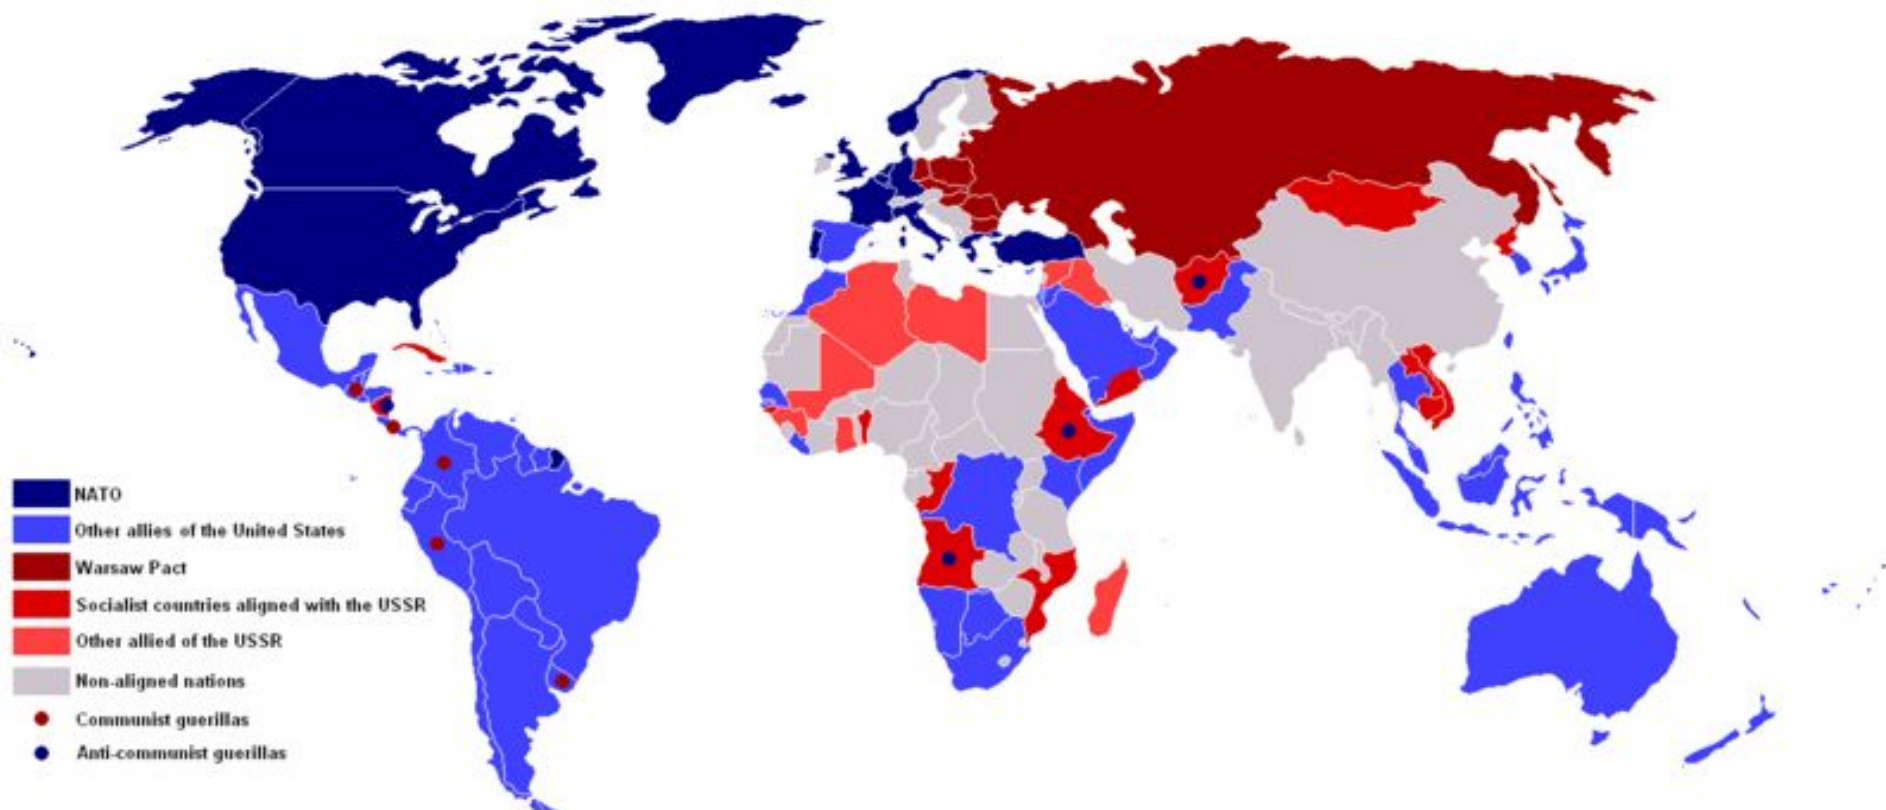 NATO
Other allies of the United States
Warsaw Pact
Socialist countries aligned with the USSR
Other allied of the USSR
Non-aligned nations
Communist guerillas
Anti-communist guerillas